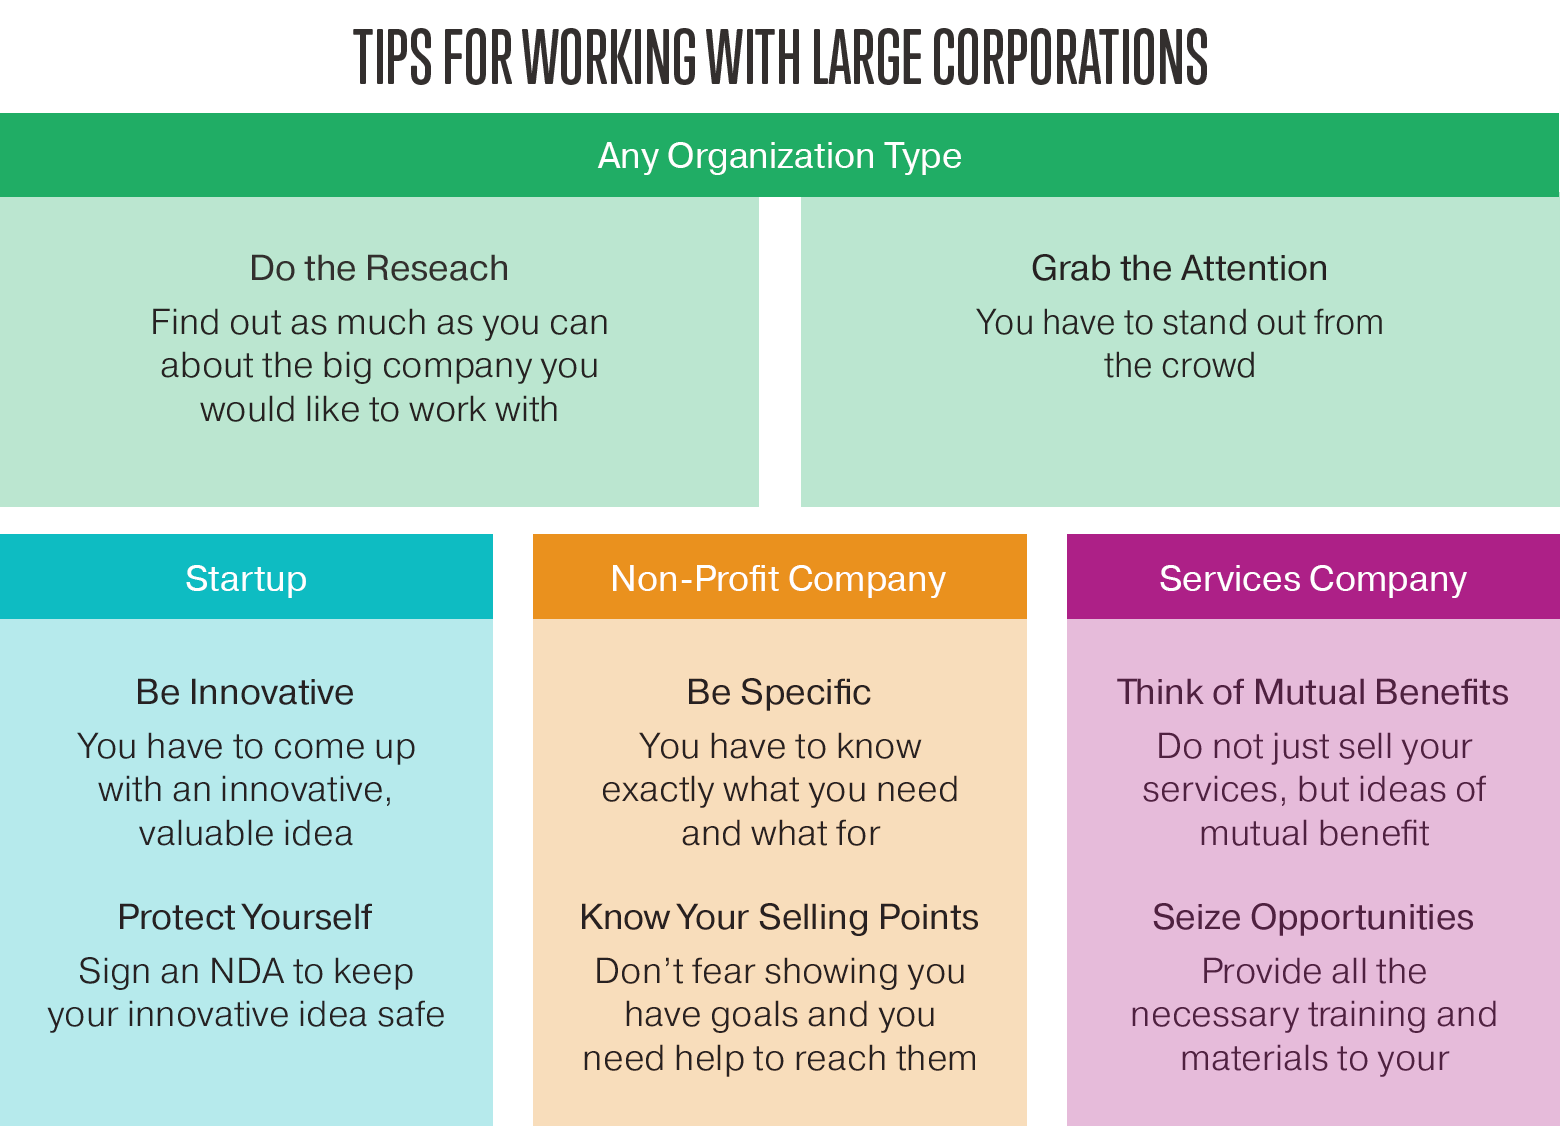 TIPS FOR WORKING WITH LARGE CORPORATIONS
Any Organization Type
Do the Reseach
Find out as much as you can
about the big company you
would like to work with
Grab the Attention
You have to stand out from
the crowd
Startup
Be Innovative
You have to come up
with an innovative,
valuable idea
Protect Yourself
Sign an NDA to keep
your innovative idea safe
Non-Profit Company
Be Specific
You have to know
exactly what you need
and what for
Know Your Selling Points
Don’t fear showing you
have goals and you
need help to reach them
Services Company
Think of Mutual Benefits
Do not just sell your
services, but ideas of
mutual benefit
Seize Opportunities
Provide all the
necessary training and
materials to your